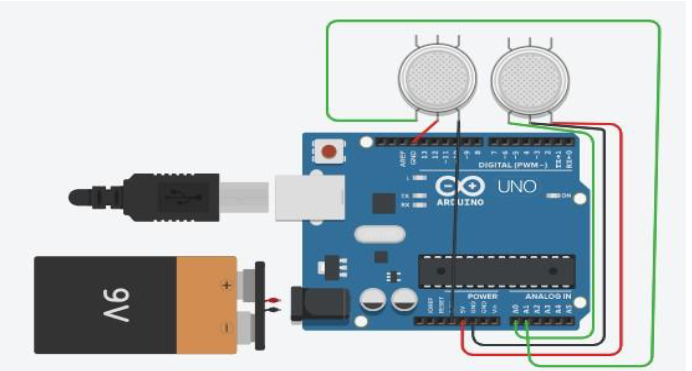 AREF
GND
13
12
~11
~10
~9
8
7
~6
~5
4
~3
2
TX→1
RX←0
DIGITAL (PWM~)
L
TX
RX
UNO
ARDUINO
ON
9V
+
-
POWER
ANALOG IN
IOREF
RESET
5V
GND
GND
Vin
A0
A1
A2
A3
A4
A5